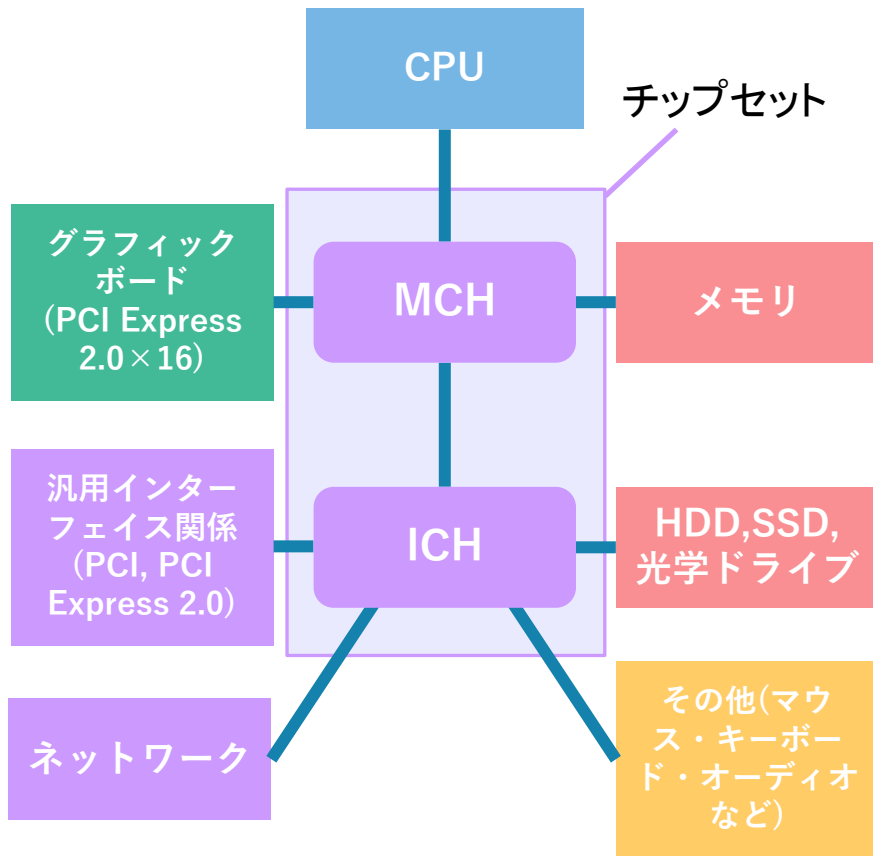 CPU
チップセット
グラフィック
ボード
(PCI Express
2.0×16)
MCH
メモリ
汎用インター
フェイス関係
(PCI, PCI
Express 2.0)
ICH
HDD,SSD,
光学ドライブ
ネットワーク
その他(マウ
ス・キーボー
ド・オーディオ
など)